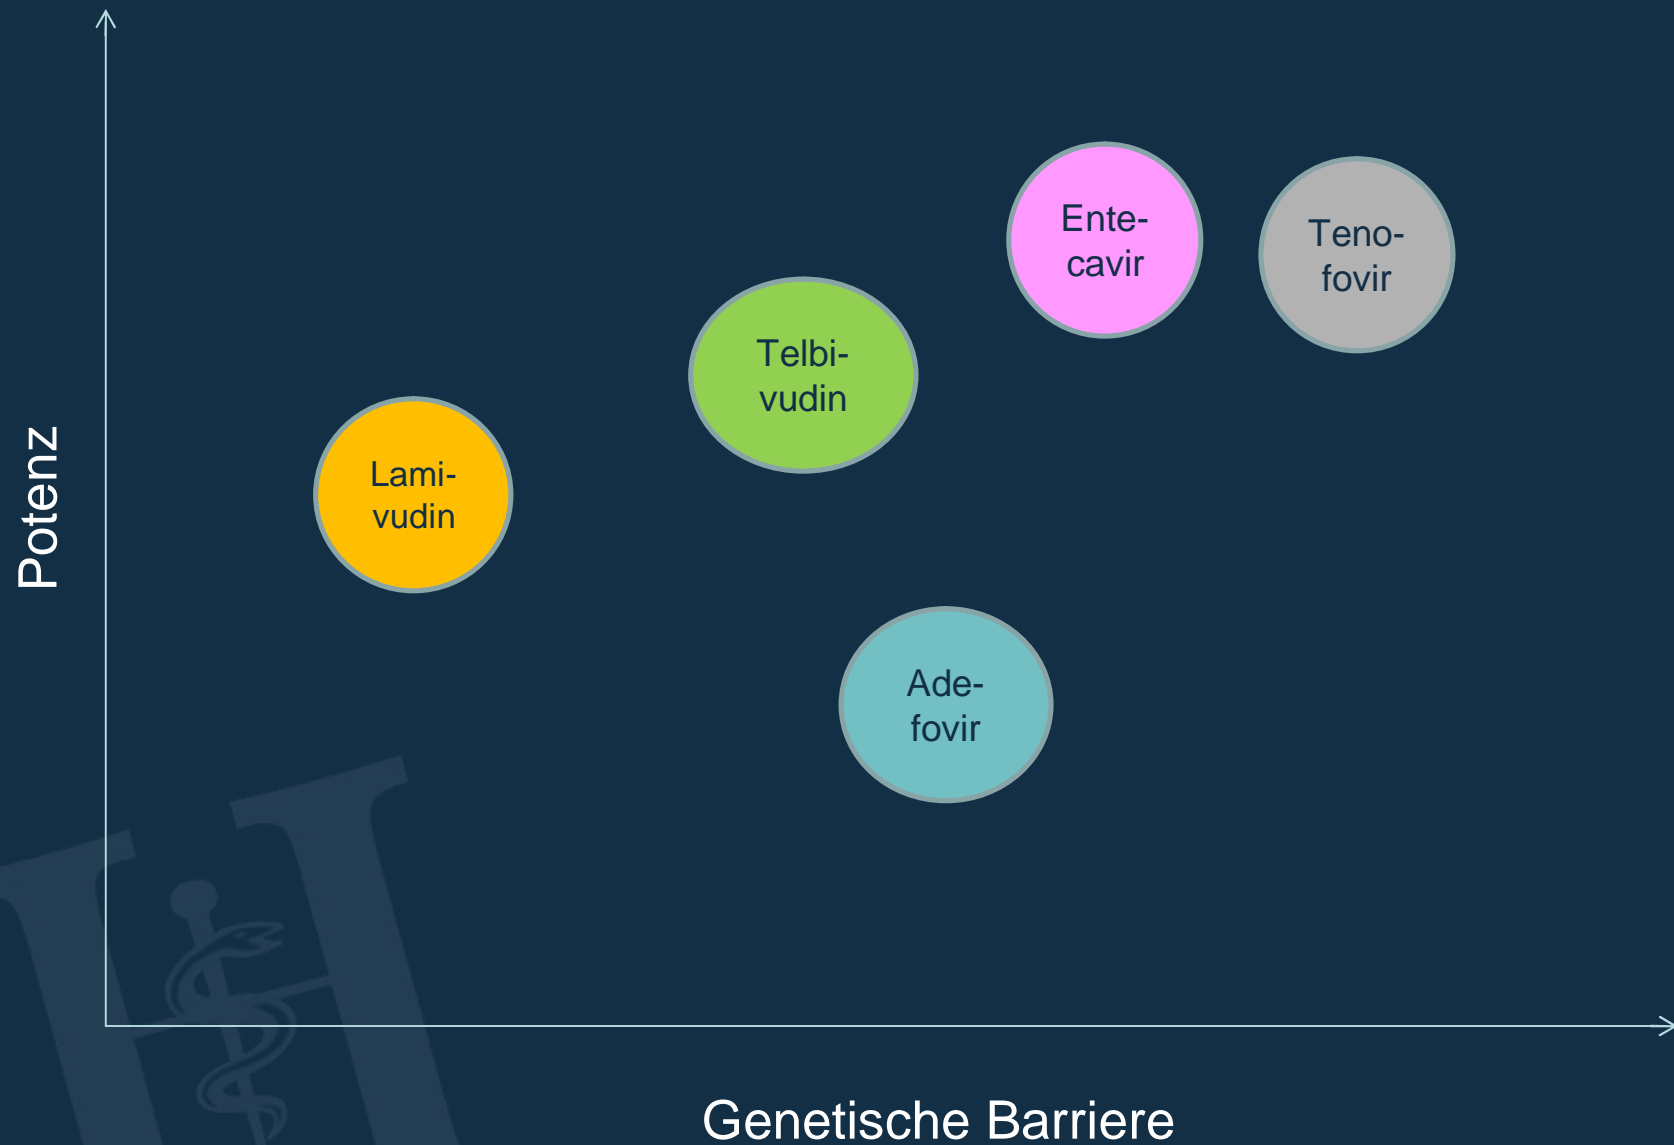 Ente-
cavir
Teno-
fovir
Telbi-
vudin
Lami-
vudin
Potenz
Ade-
fovir
Genetische Barriere